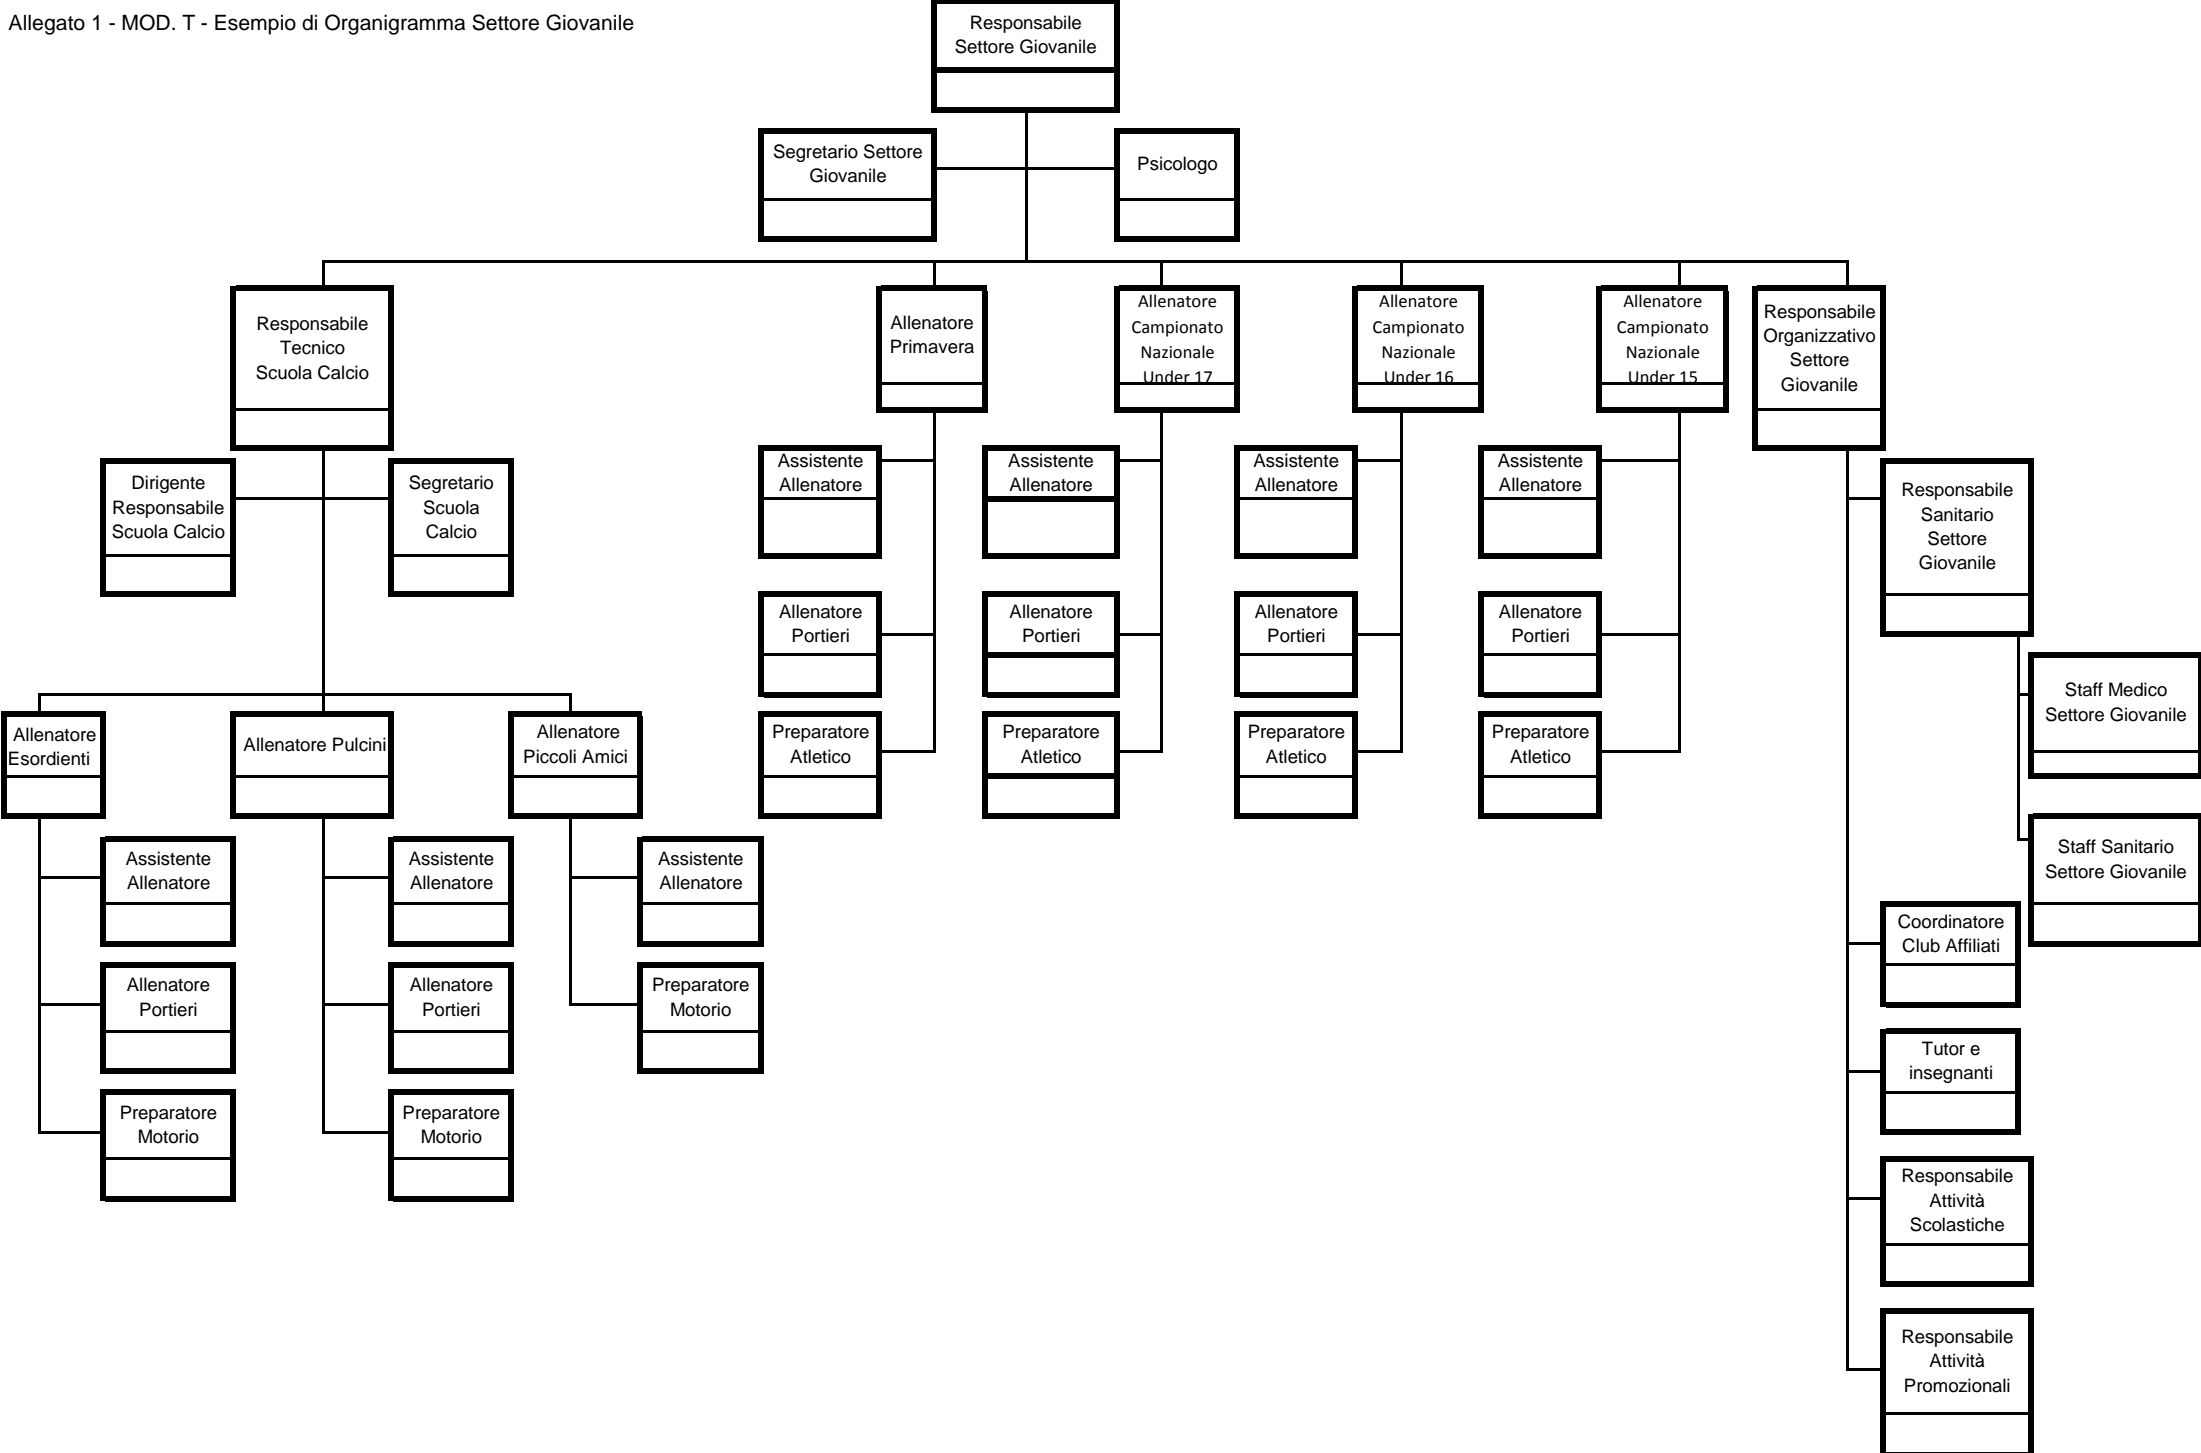 Allegato 1 - MOD. T - Esempio di Organigramma Settore Giovanile
Responsabile
Settore Giovanile
Segretario Settore
Giovanile
Psicologo
Responsabile
Tecnico
Scuola Calcio
Allenatore
Primavera
Allenatore
Campionato
Nazionale
Under 17
Allenatore
Campionato
Nazionale
Under 16
Allenatore
Campionato
Nazionale
Under 15
Responsabile
Organizzativo
Settore
Giovanile
Dirigente
Responsabile
Scuola Calcio
Segretario
Scuola
Calcio
Assistente
Allenatore
Assistente
Allenatore
Assistente
Allenatore
Assistente
Allenatore
Responsabile
Sanitario
Settore
Giovanile
Allenatore
Portieri
Allenatore
Portieri
Allenatore
Portieri
Allenatore
Portieri
Staff Medico
Settore Giovanile
Allenatore
Esordienti
Allenatore Pulcini
Allenatore
Piccoli Amici
Preparatore
Atletico
Preparatore
Atletico
Preparatore
Atletico
Preparatore
Atletico
Staff Sanitario
Settore Giovanile
Assistente
Allenatore
Assistente
Allenatore
Assistente
Allenatore
Coordinatore
Club Affiliati
Allenatore
Portieri
Allenatore
Portieri
Preparatore
Motorio
Tutor e
insegnanti
Preparatore
Motorio
Preparatore
Motorio
Responsabile
Attività
Scolastiche
Responsabile
Attività
Promozionali